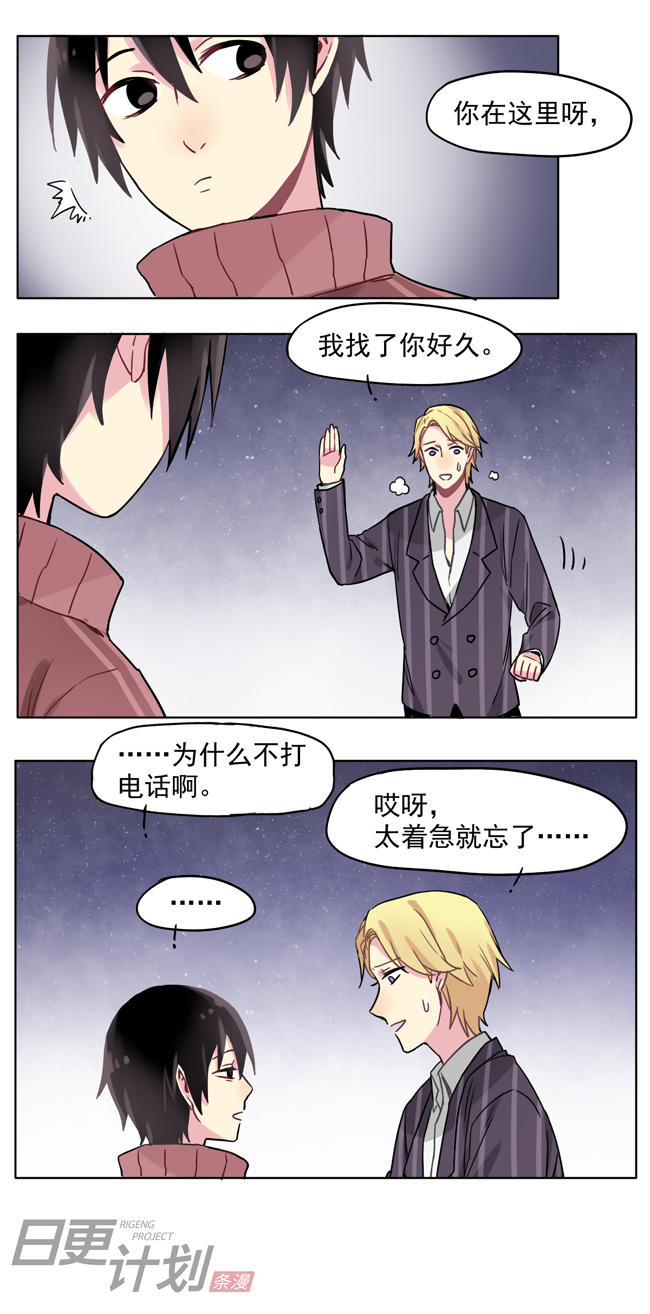 你在这里呀，
我找了你好久。
……为什么不打
电话啊。
哎呀，
太着急就忘了……
……
日更
RIGENG
PROJECT
计划
条漫